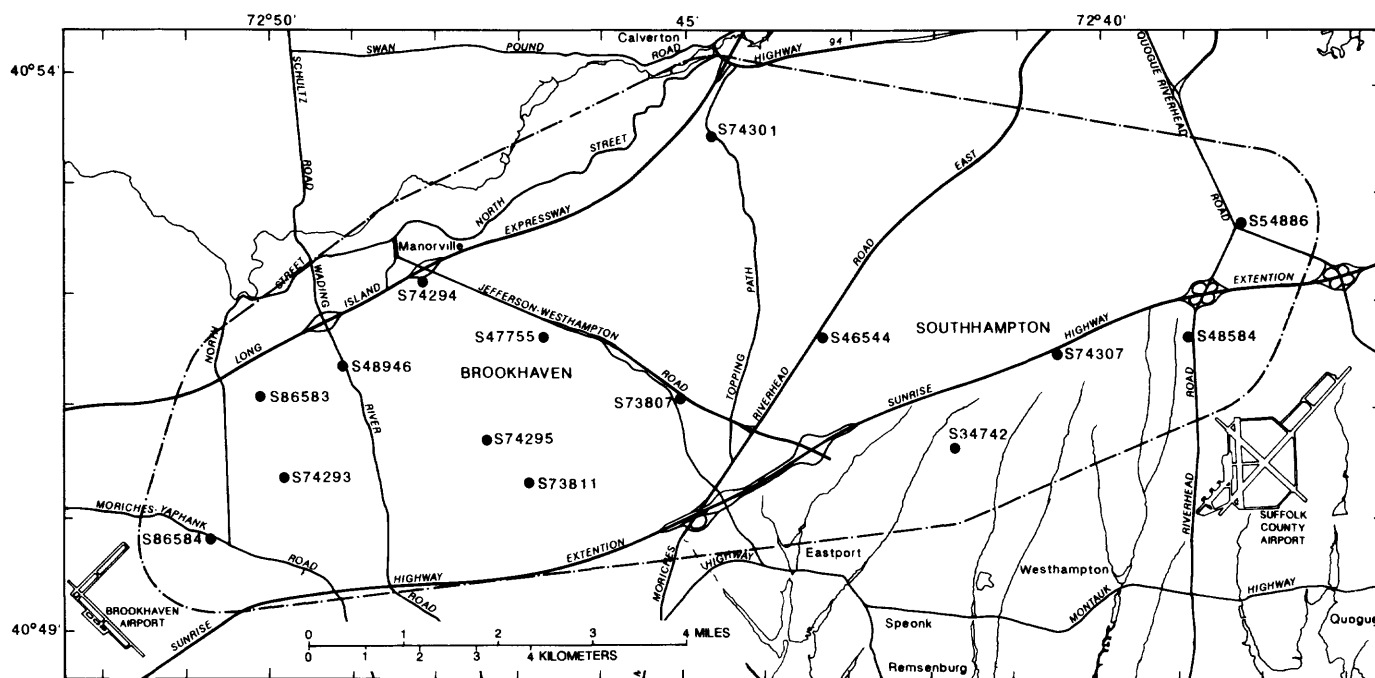 72°50'
45'
72°40'
40°54'
SWAN POUND ROAD
Calverton
HIGHWAY 94
SCHULTZ ROAD
QUOGUE RIVERHEAD ROAD
S74301
NORTH STREET
EAST
S54886
Manorville
EXPRESSWAY
NORTH STREET
WADING RIVER ROAD
LONG ISLAND
S74294
JEFFERSON-WESTHAMPTON ROAD
TOPPING PATH
RIVERHEAD ROAD
EXTENTION
S47755
S46544
SOUTHHAMPTON
HIGHWAY
S48584
S74307
S48946
BROOKHAVEN
SUNRISE
S86583
S73807
S74295
S34742
S74293
S73811
ROAD
RIVERHEAD
MORICHES-YAPHANK ROAD
S86584
SUFFOLK
COUNTY
AIRPORT
EXTENTION
MORICHES
HIGHWAY
Eastport
Westhampton
HIGHWAY
MONTAUK
HIGHWAY
BROOKHAVEN
AIRPORT
40°49'
SUNRISE
Speonk
Quogue
0 1 2 3 4 MILES
0 1 2 3 4 KILOMETERS
Remsenburg